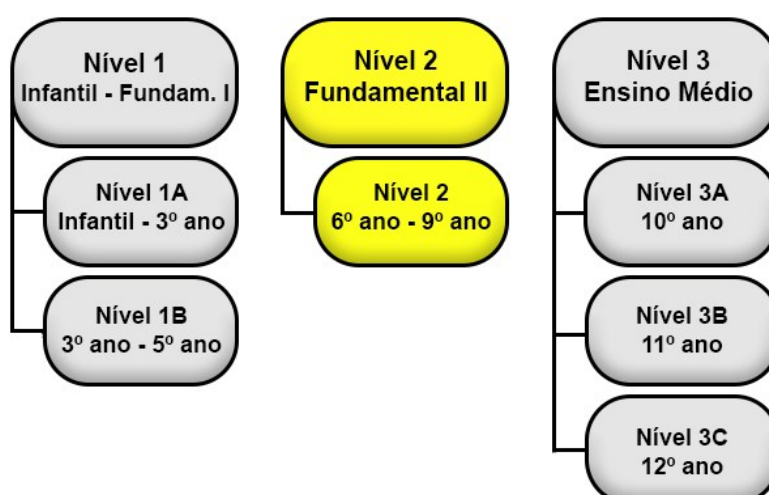 Nível 1
Infantil - Fundam. I
Nível 1A
Infantil - 3º ano
Nível 1B
3º ano - 5º ano
Nível 2
Fundamental II
Nível 2
6º ano - 9º ano
Nível 3
Ensino Médio
Nível 3A
10º ano
Nível 3B
11º ano
Nível 3C
12º ano